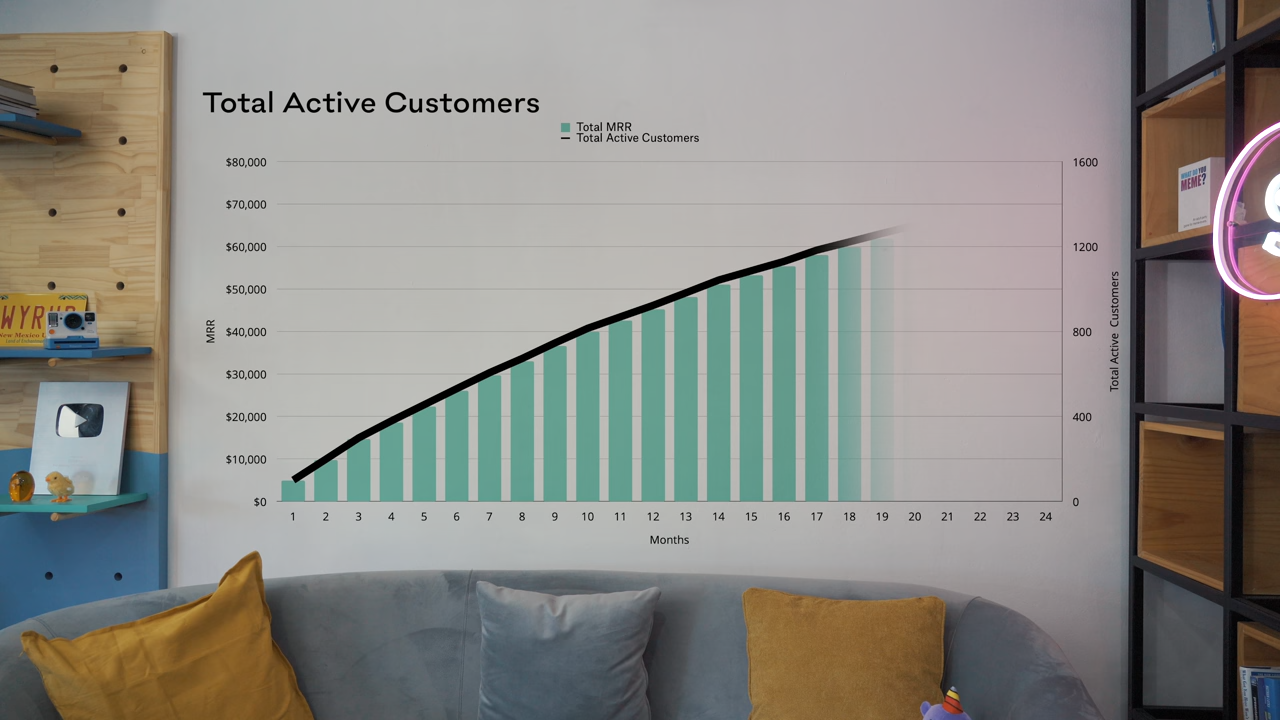 Total Active Customers
Total MRR
Total Active Customers
$80,000
$70,000
$60,000
$50,000
$40,000
$30,000
$20,000
$10,000
$0
MRR
1600
1200
800
400
0
Total Active Customers
1 2 3 4 5 6 7 8 9 10 11 12 13 14 15 16 17 18 19 20 21 22 23 24
Months
WHAT DO YOU
MEME?
New Mexico